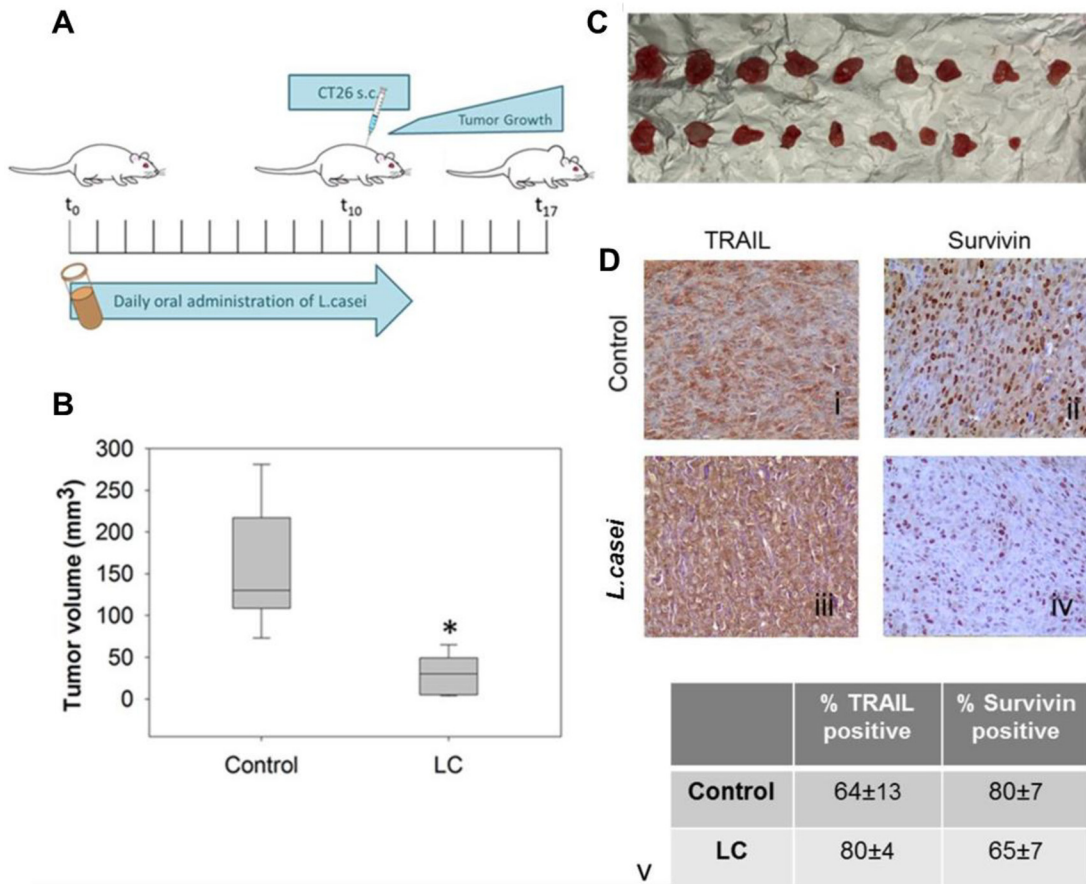 A
CT26 s.c.
Tumor Growth
t0
t10
t17
Daily oral administration of L.casei
B
300
250
200
150
100
50
0
Tumor volume (mm3)
*
Control
LC
C
D
TRAIL
Survivin
Control
i
ii
L.casei
iii
iv
% TRAIL positive
% Survivin positive
Control
64±13
80±7
LC
80±4
65±7
v